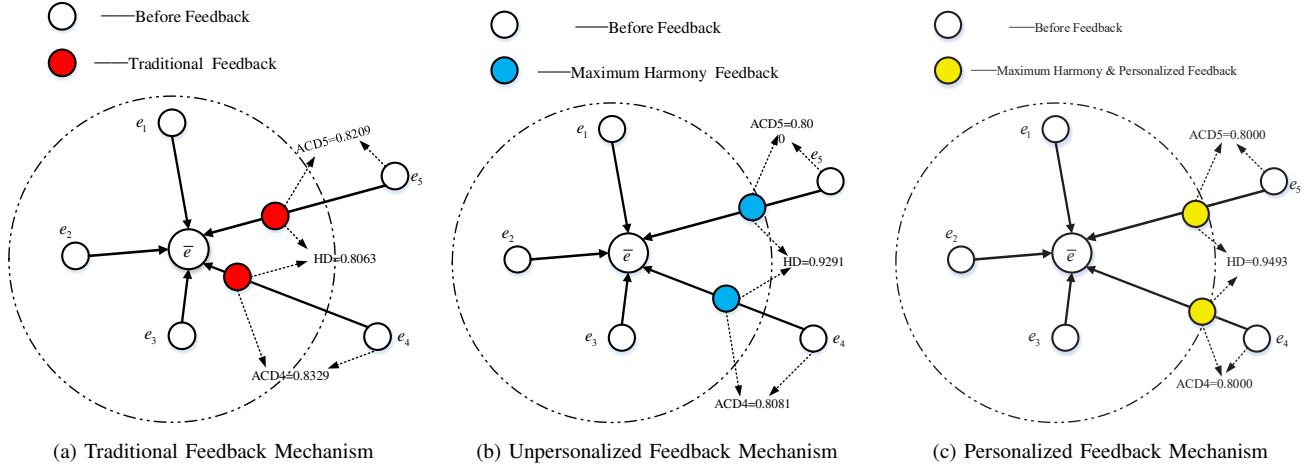 ——Before Feedback
——Traditional Feedback
e1
ACD5=0.8209
e5
e2
e
HD=0.8063
e3
e4
ACD4=0.8329
(a) Traditional Feedback Mechanism
——Before Feedback
——Maximum Harmony Feedback
e1
ACD5=0.80
0
e5
e2
e
HD=0.9291
e3
e4
ACD4=0.8081
(b) Unpersonalized Feedback Mechanism
——Before Feedback
——Maximum Harmony & Personalized Feedback
e1
ACD5=0.8000
e5
e2
e
HD=0.9493
e3
e4
ACD4=0.8000
(c) Personalized Feedback Mechanism